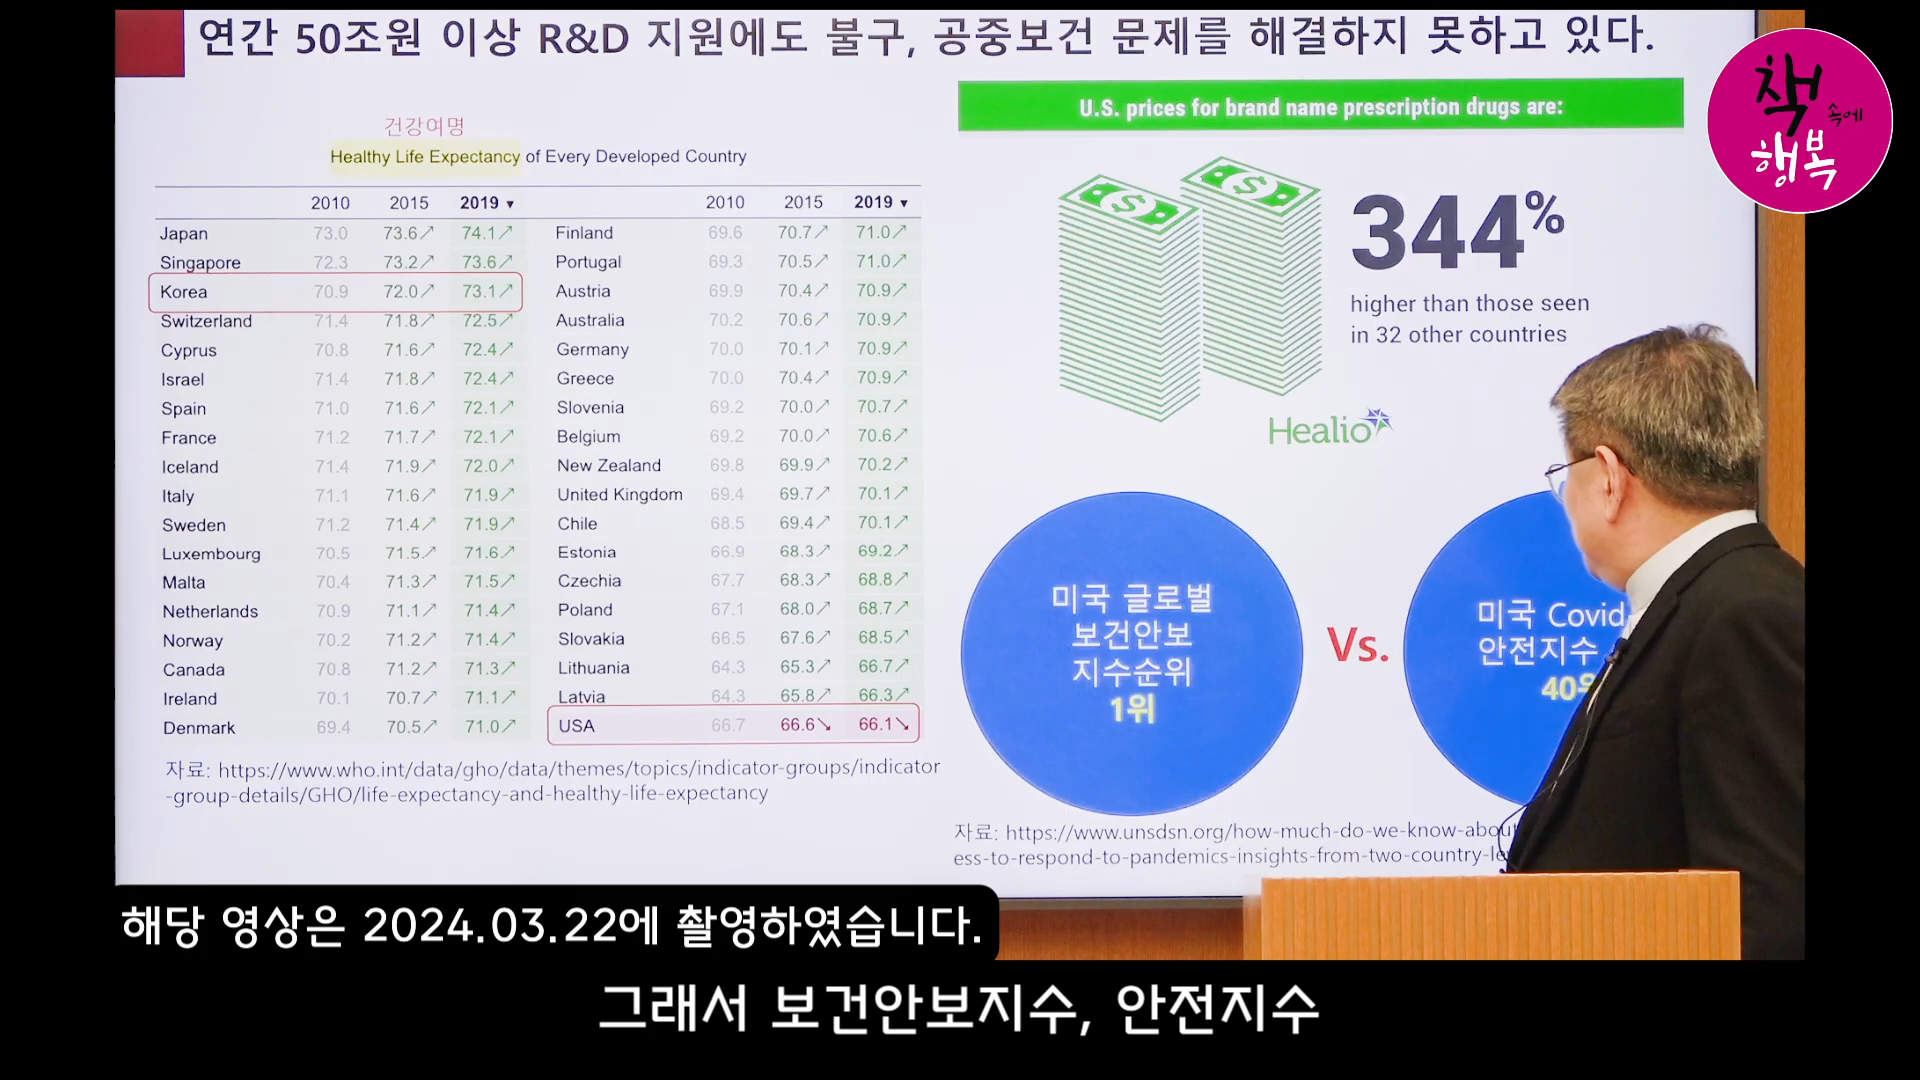 연간 50조원 이상 R&D 지원에도 불구, 공중보건 문제를 해결하지 못하고 있다.
책
속에
행복
건강여명
Healthy Life Expectancy of Every Developed Country
2010 2015 2019 ▼ 2010 2015 2019 ▼
Japan 73.0 73.6↗ 74.1↗ Finland 69.6 70.7↗ 71.0↗
Singapore 72.3 73.2↗ 73.6↗ Portugal 69.3 70.5↗ 71.0↗
Korea 70.9 72.0↗ 73.1↗ Austria 69.9 70.4↗ 70.9↗
Switzerland 71.4 71.8↗ 72.5↗ Australia 70.2 70.6↗ 70.9↗
Cyprus 70.8 71.6↗ 72.4↗ Germany 70.0 70.1↗ 70.9↗
Israel 71.4 71.8↗ 72.4↗ Greece 70.0 70.4↗ 70.9↗
Spain 71.0 71.6↗ 72.1↗ Slovenia 69.2 70.0↗ 70.7↗
France 71.2 71.7↗ 72.1↗ Belgium 69.2 70.0↗ 70.6↗
Iceland 71.4 71.9↗ 72.0↗ New Zealand 69.8 69.9↗ 70.2↗
Italy 71.1 71.6↗ 71.9↗ United Kingdom 69.4 69.7↗ 70.1↗
Sweden 71.2 71.4↗ 71.9↗ Chile 68.5 69.4↗ 70.1↗
Luxembourg 70.5 71.5↗ 71.6↗ Estonia 66.9 68.3↗ 69.2↗
Malta 70.4 71.3↗ 71.5↗ Czechia 67.7 68.3↗ 68.8↗
Netherlands 70.9 71.1↗ 71.4↗ Poland 67.1 68.0↗ 68.7↗
Norway 70.2 71.2↗ 71.4↗ Slovakia 66.5 67.6↗ 68.5↗
Canada 70.8 71.2↗ 71.3↗ Lithuania 64.3 65.3↗ 66.7↗
Ireland 70.1 70.7↗ 71.1↗ Latvia 64.3 65.8↗ 66.3↗
Denmark 69.4 70.5↗ 71.0↗ USA 66.7 66.6↘ 66.1↘
자료: https://www.who.int/data/gho/data/themes/topics/indicator-groups/indicator
-group-details/GHO/life-expectancy-and-healthy-life-expectancy
U.S. prices for brand name prescription drugs are:
344%
higher than those seen
in 32 other countries
Healio
미국 글로벌
보건안보
지수순위
1위
Vs.
미국 Covid
안전지수
40위
자료: https://www.unsdsn.org/how-much-do-we-know-about
ess-to-respond-to-pandemics-insights-from-two-country-le
해당 영상은 2024.03.22에 촬영하였습니다.
그래서 보건안보지수, 안전지수